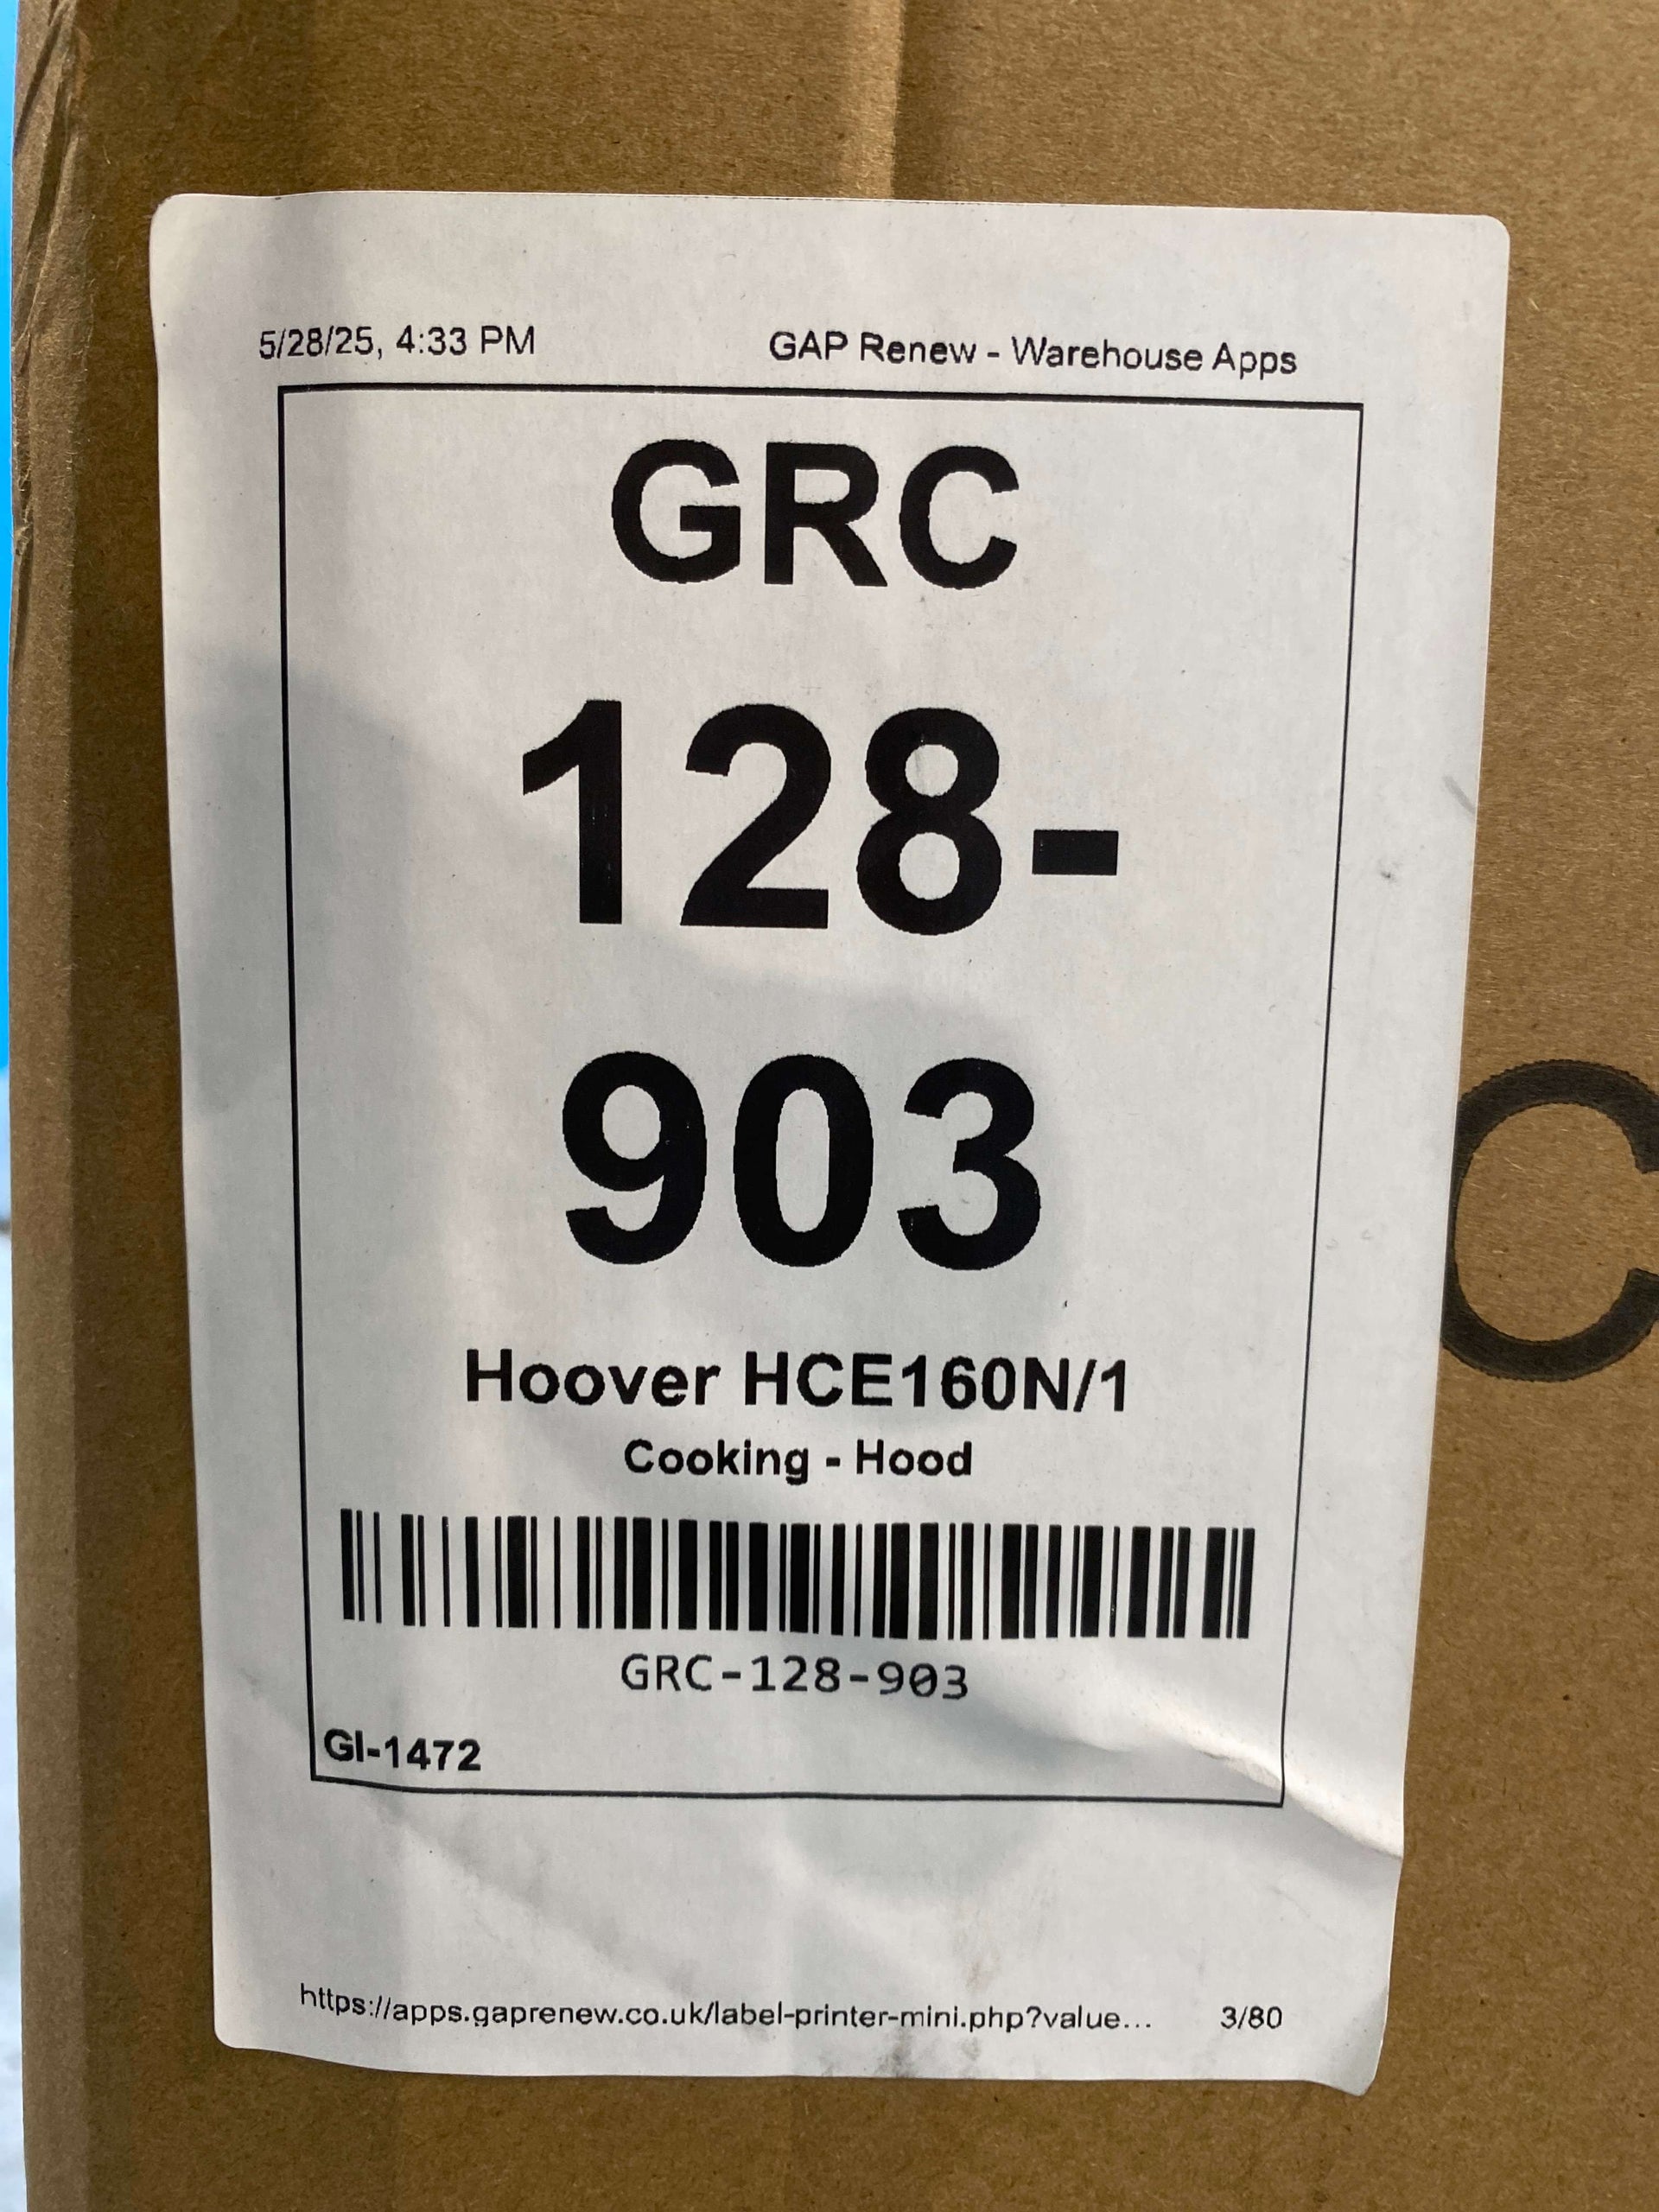 5/28/25, 4:33 PM GAP Renew - Warehouse Apps
GRC
128-
903
Hoover HCE160N/1
Cooking - Hood
GRC-128-903
GI-1472
https://apps.gaprenew.co.uk/label-printer-mini.php?value... 3/80
C